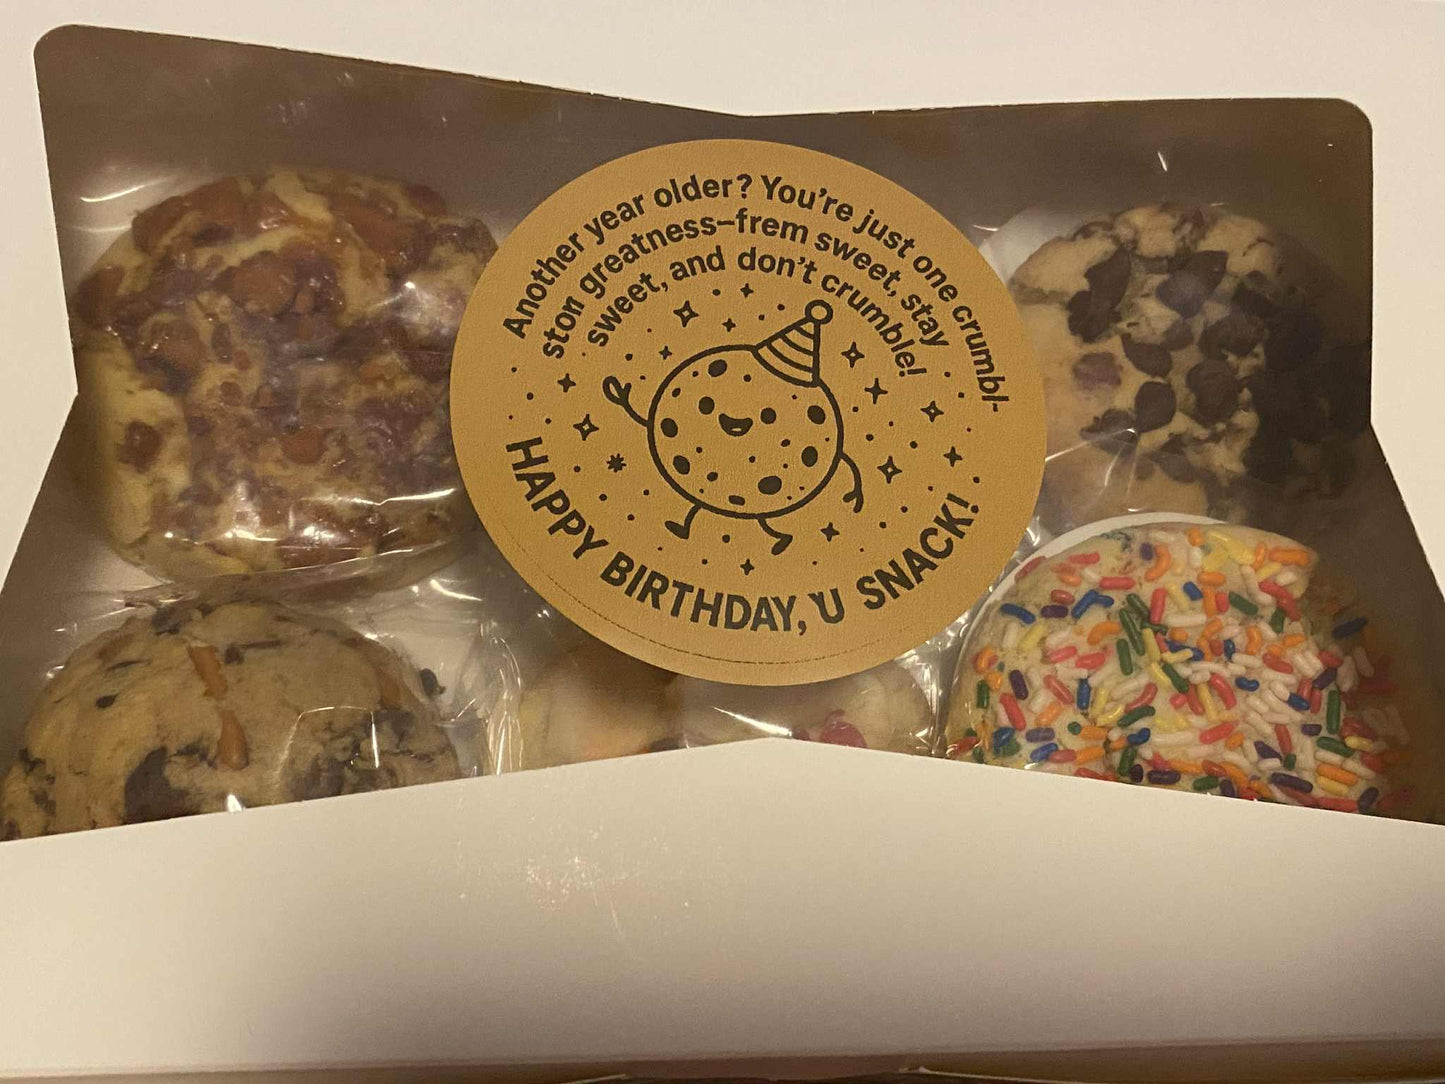 Another year older? You're just one crumbl-
ston greatness–frem sweet, stay
sweet, and don't crumble!
HAPPY BIRTHDAY, U SNACK!